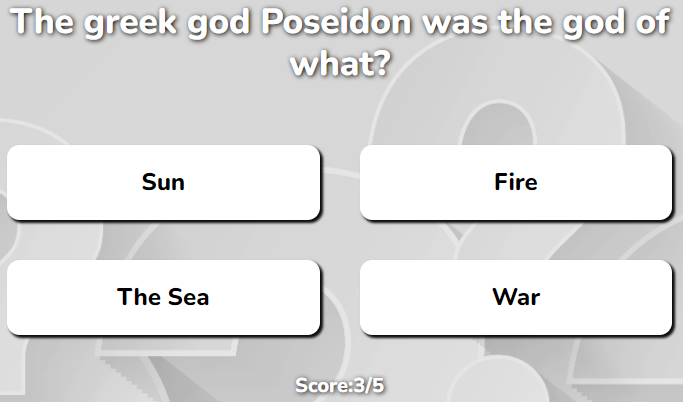 The greek god Poseidon was the god of
what?
Sun
Fire
The Sea
War
Score:3/5